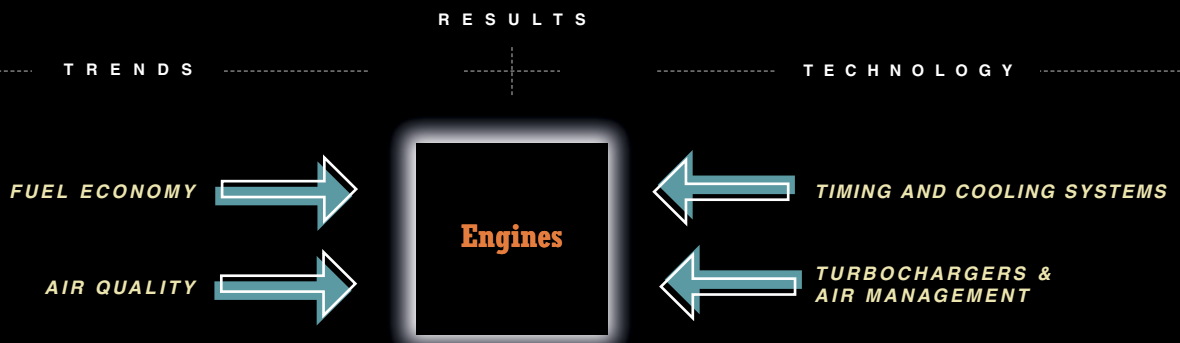 RESULTS
TRENDS
TECHNOLOGY
FUEL ECONOMY
TIMING AND COOLING SYSTEMS
Engines
AIR QUALITY
TURBOCHARGERS &
AIR MANAGEMENT